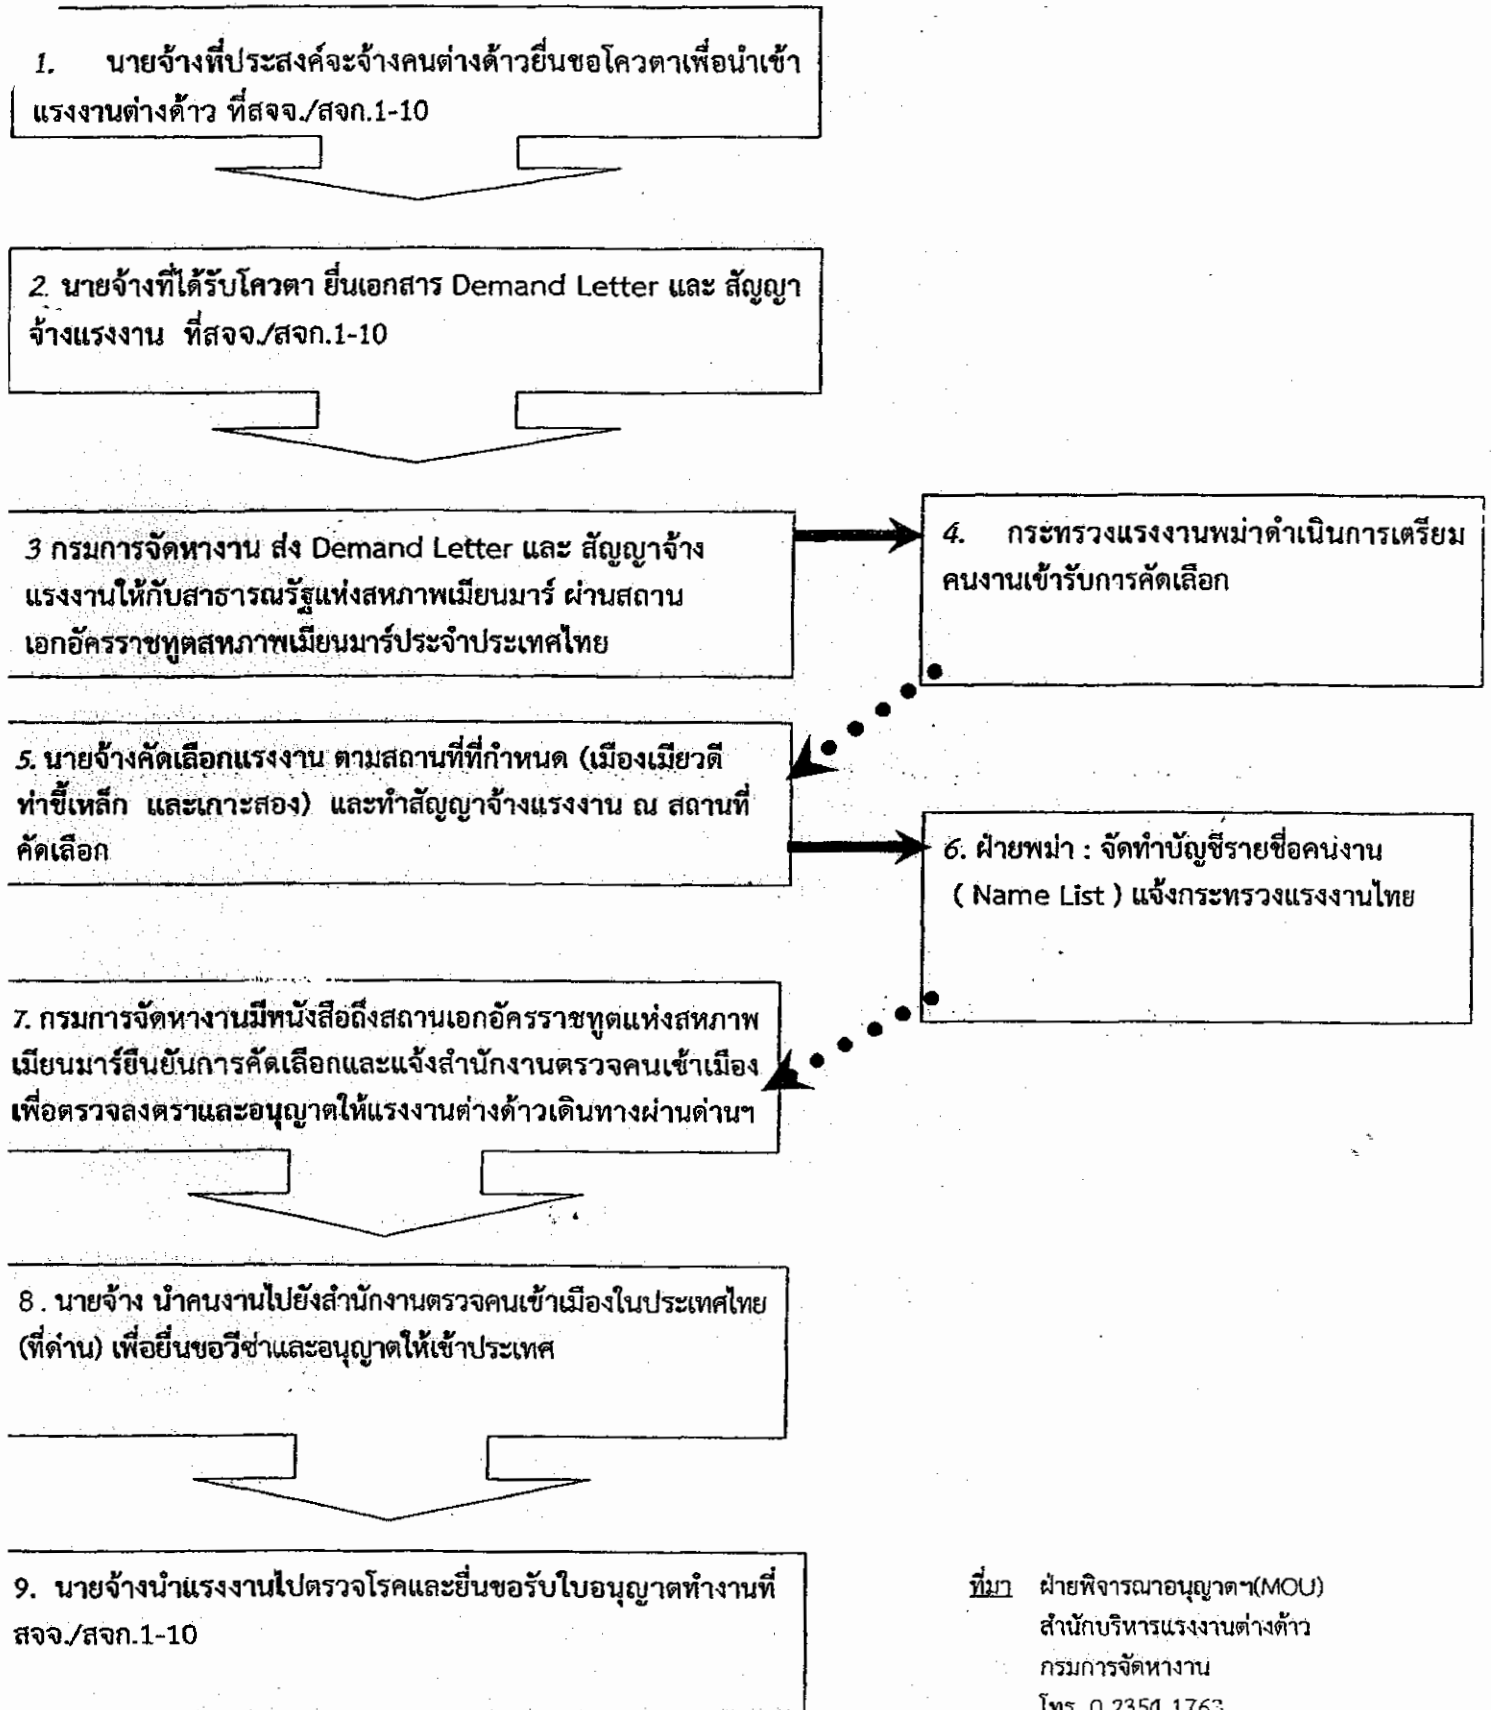 1. นายจ้างที่ประสงค์จะจ้างคนต่างด้าวยื่นขอโควตาเพื่อนำเข้า
แรงงานต่างด้าว ที่สจจ./สจก.1-10
2. นายจ้างที่ได้รับโควตา ยื่นเอกสาร Demand Letter และ สัญญา
จ้างแรงงาน ที่สจจ./สจก.1-10
3 กรมการจัดหางาน ส่ง Demand Letter และ สัญญาจ้าง
แรงงานให้กับสาธารณรัฐแห่งสหภาพเมียนมาร์ ผ่านสถาน
เอกอัครราชทูตสหภาพเมียนมาร์ประจำประเทศไทย
4. กระทรวงแรงงานพม่าดำเนินการเตรียม
คนงานเข้ารับการคัดเลือก
5. นายจ้างคัดเลือกแรงงาน ตามสถานที่ที่กำหนด (เมืองเมียวดี
ท่าขี้เหล็ก และเกาะสอง) และทำสัญญาจ้างแรงงาน ณ สถานที่
คัดเลือก
6. ฝ่ายพม่า : จัดทำบัญชีรายชื่อคนงาน
( Name List ) แจ้งกระทรวงแรงงานไทย
7. กรมการจัดหางานมีหนังสือถึงสถานเอกอัครราชทูตแห่งสหภาพ
เมียนมาร์ยืนยันการคัดเลือกและแจ้งสำนักงานตรวจคนเข้าเมือง
เพื่อตรวจลงตราและอนุญาตให้แรงงานต่างด้าวเดินทางผ่านด่านฯ
8 . นายจ้าง นำคนงานไปยังสำนักงานตรวจคนเข้าเมืองในประเทศไทย
(ที่ด่าน) เพื่อยื่นขอวีซ่าและอนุญาตให้เข้าประเทศ
9. นายจ้างนำแรงงานไปตรวจโรคและยื่นขอรับใบอนุญาตทำงานที่
สจจ./สจก.1-10
ที่มา ฝ่ายพิจารณาอนุญาตฯ(MOU)
สำนักบริหารแรงงานต่างด้าว
กรมการจัดหางาน
โทร. 0 2354 1763